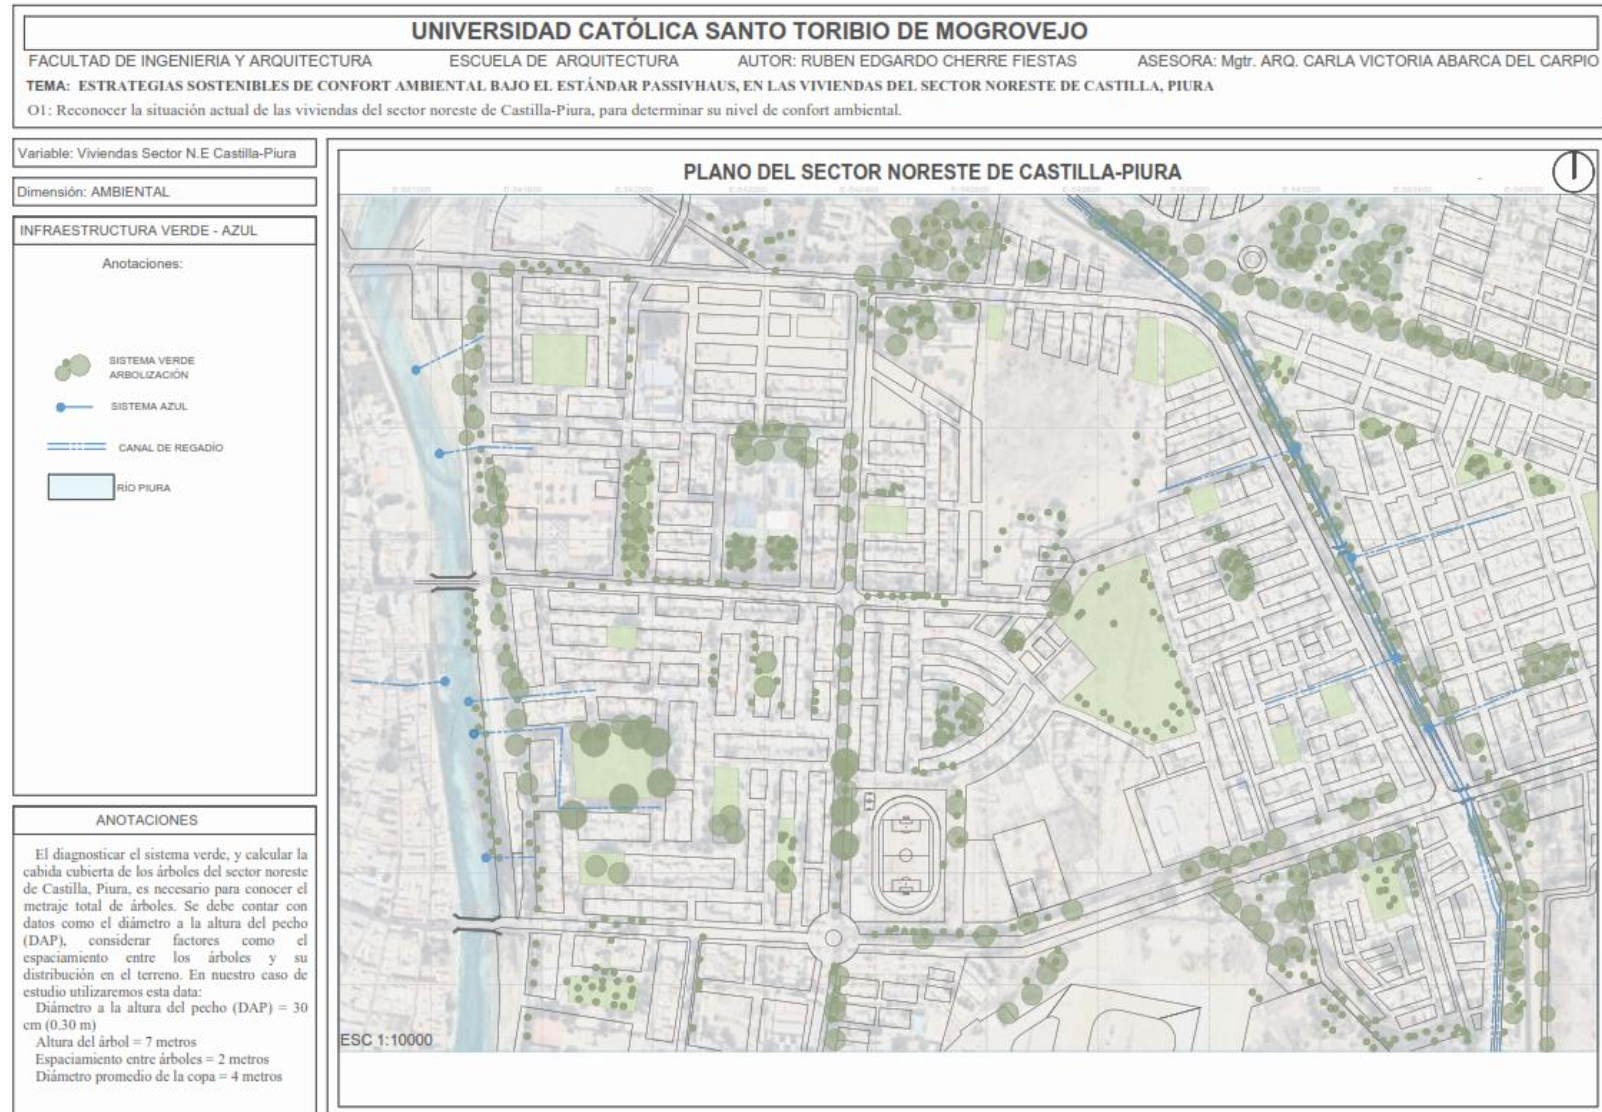 UNIVERSIDAD CATÓLICA SANTO TORIBIO DE MOGROVEJO
FACULTAD DE INGENIERIA Y ARQUITECTURA ESCUELA DE ARQUITECTURA AUTOR: RUBEN EDGARDO CHERRE FIESTAS ASESORA: Mgtr. ARQ. CARLA VICTORIA ABARCA DEL CARPIO
TEMA: ESTRATEGIAS SOSTENIBLES DE CONFORT AMBIENTAL BAJO EL ESTÁNDAR PASSIVHAUS, EN LAS VIVIENDAS DEL SECTOR NORESTE DE CASTILLA, PIURA
O1: Reconocer la situación actual de las viviendas del sector noreste de Castilla-Piura, para determinar su nivel de confort ambiental.
Variable: Viviendas Sector N.E Castilla-Piura
Dimensión: AMBIENTAL
INFRAESTRUCTURA VERDE - AZUL
Anotaciones:
SISTEMA VERDE
ARBOLIZACIÓN
SISTEMA AZUL
CANAL DE REGADÍO
RÍO PIURA
ANOTACIONES
El diagnosticar el sistema verde, y calcular la
cabida cubierta de los árboles del sector noreste
de Castilla, Piura, es necesario para conocer el
metraje total de árboles. Se debe contar con
datos como el diámetro a la altura del pecho
(DAP), considerar factores como el
espaciamiento entre los árboles y su
distribución en el terreno. En nuestro caso de
estudio utilizaremos esta data:
Diámetro a la altura del pecho (DAP) = 30
cm (0.30 m)
Altura del árbol = 7 metros
Espaciamiento entre árboles = 2 metros
Diámetro promedio de la copa = 4 metros
PLANO DEL SECTOR NORESTE DE CASTILLA-PIURA
ESC 1:10000